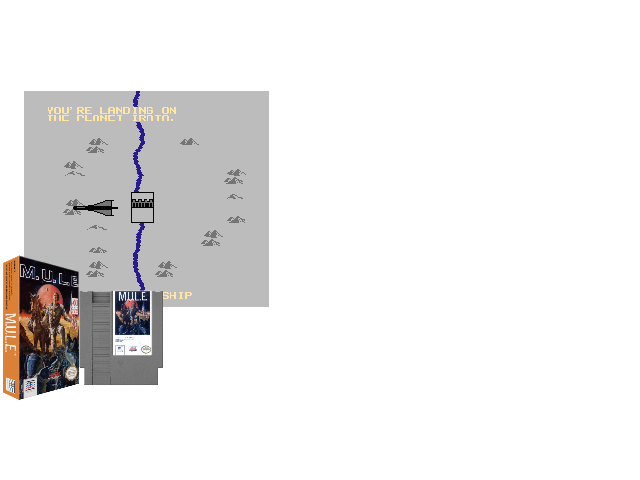 YOU'RE LANDING ON
THE PLANET IRATA.
SHIP
M.U.L.E.
M.U.L.E.
M.U.L.E.